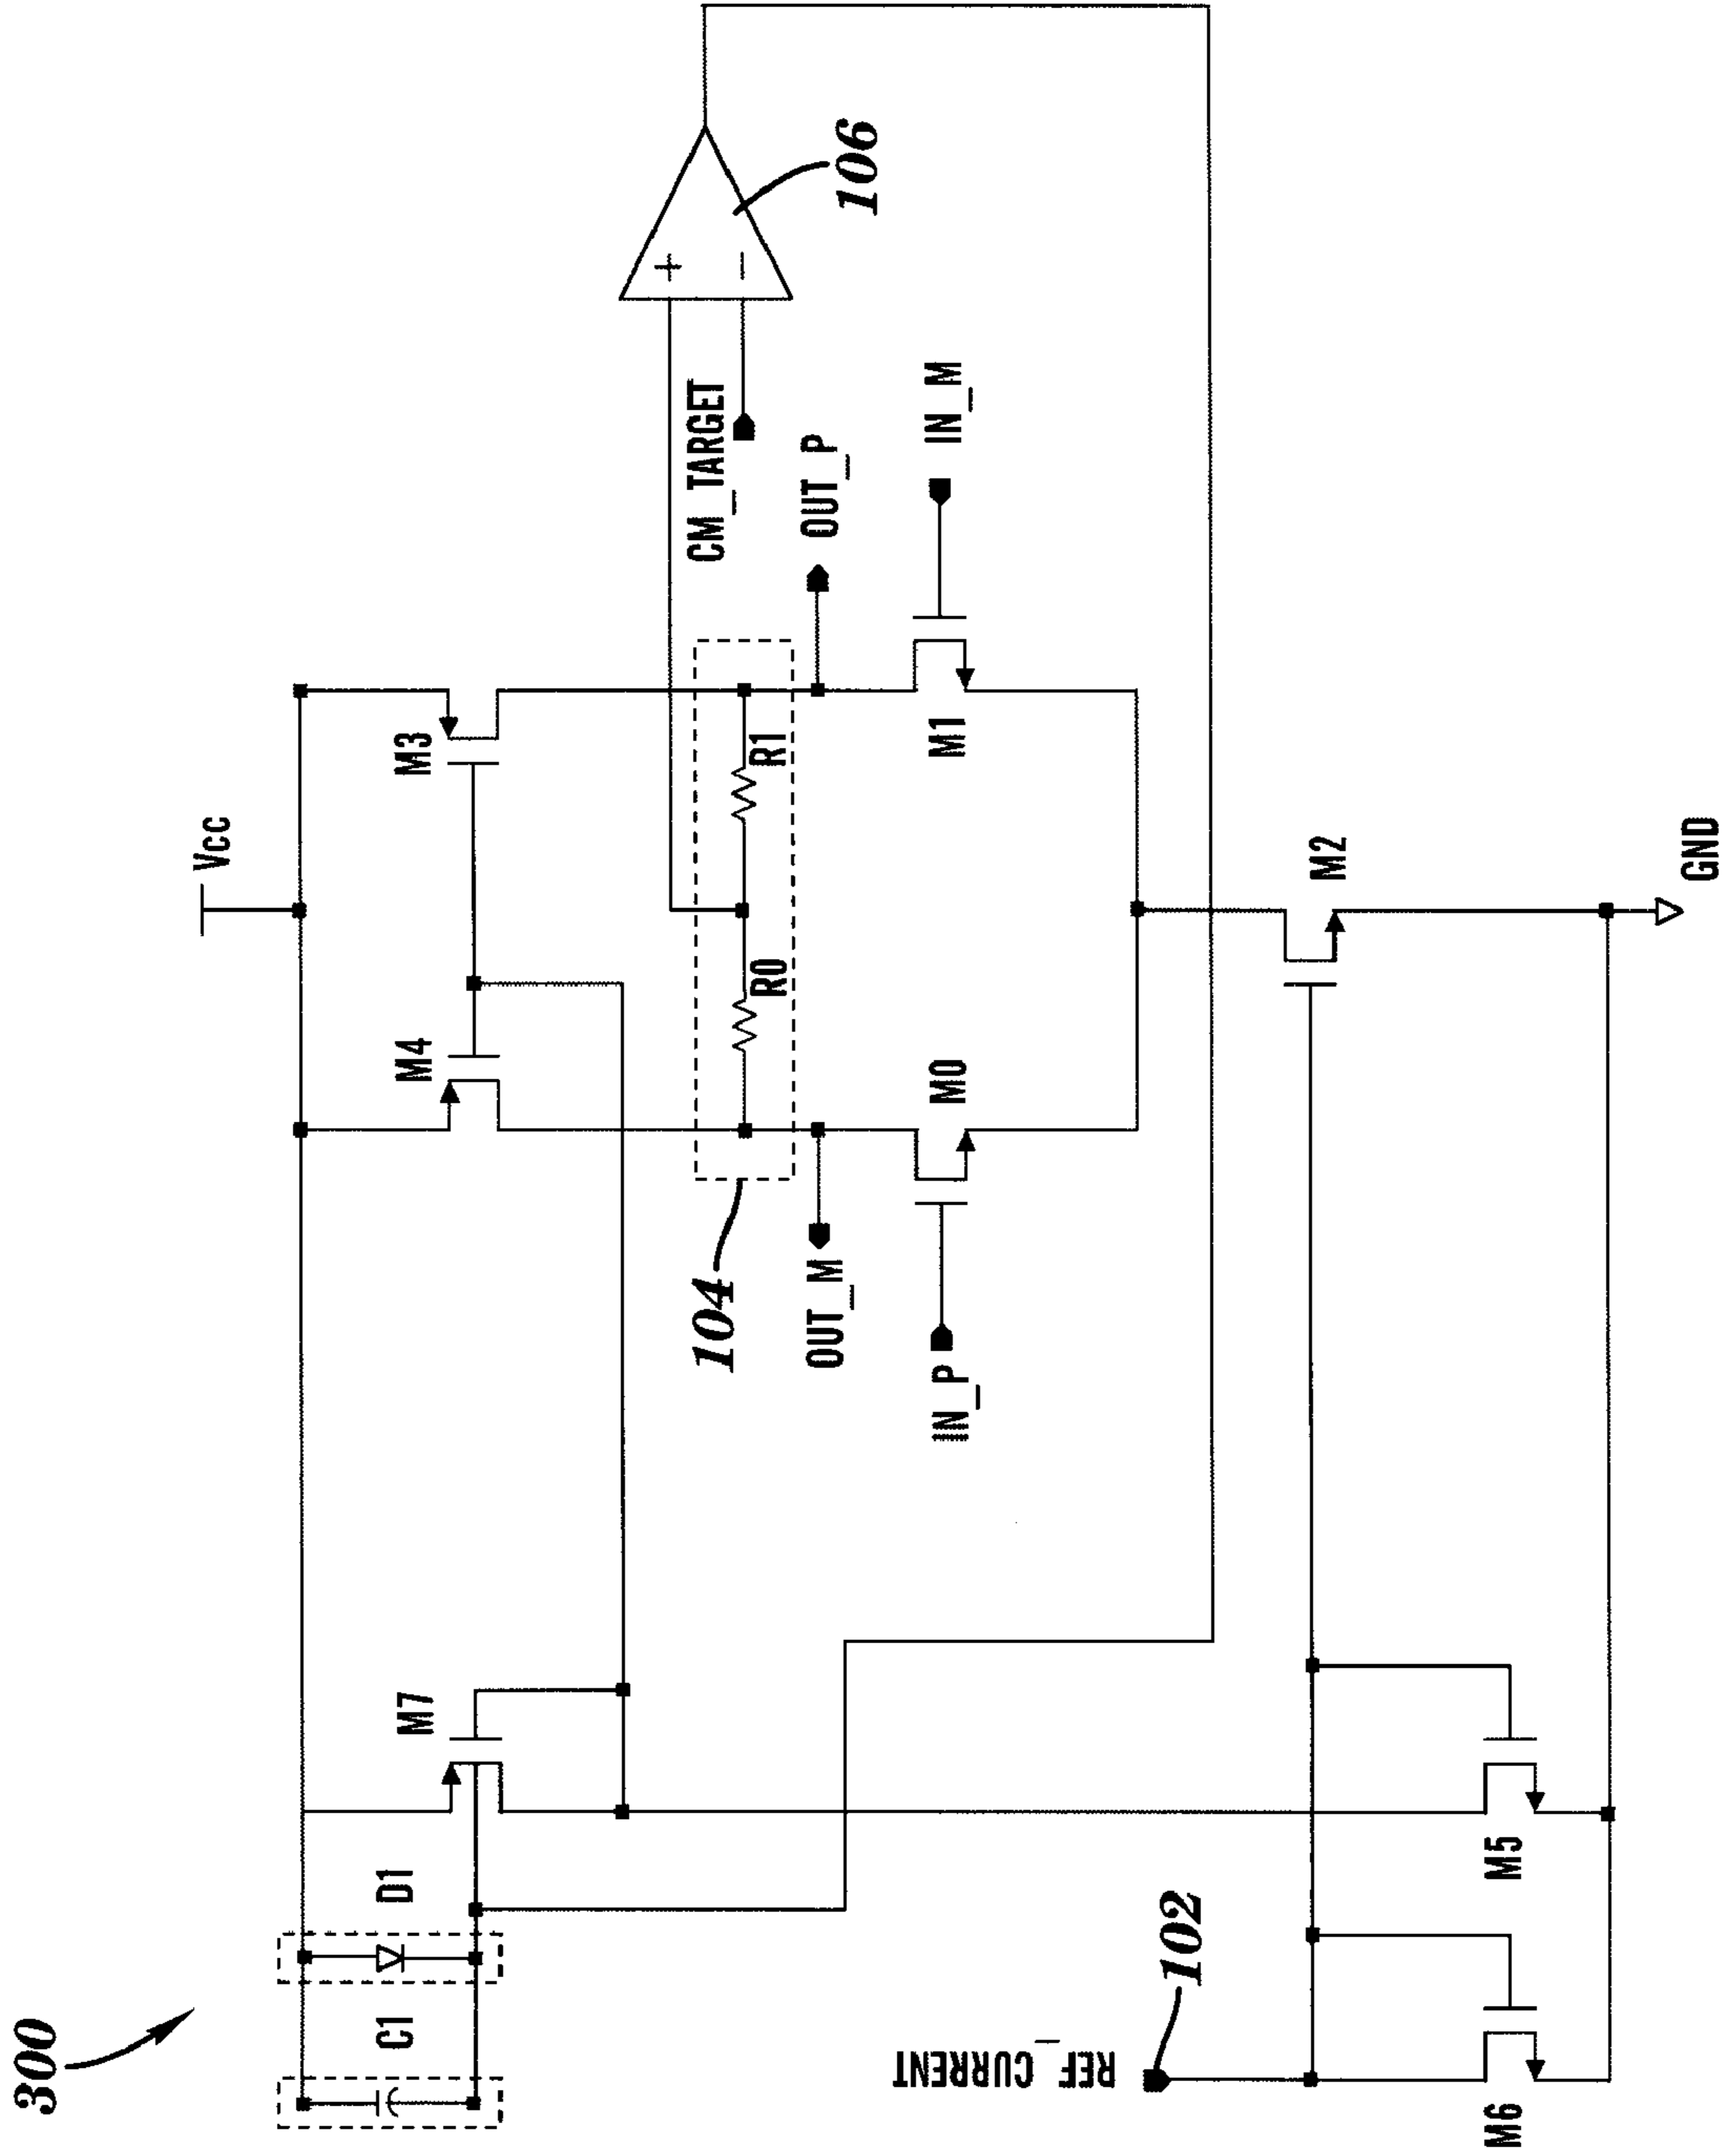 300
C1
D1
M7
M4
M3
Vcc
104
R0
R1
CM_TARGET
+
−
106
OUT_M
OUT_P
IN_P
M0
M1
IN_M
REF_CURRENT
102
M2
M6
M5
GND